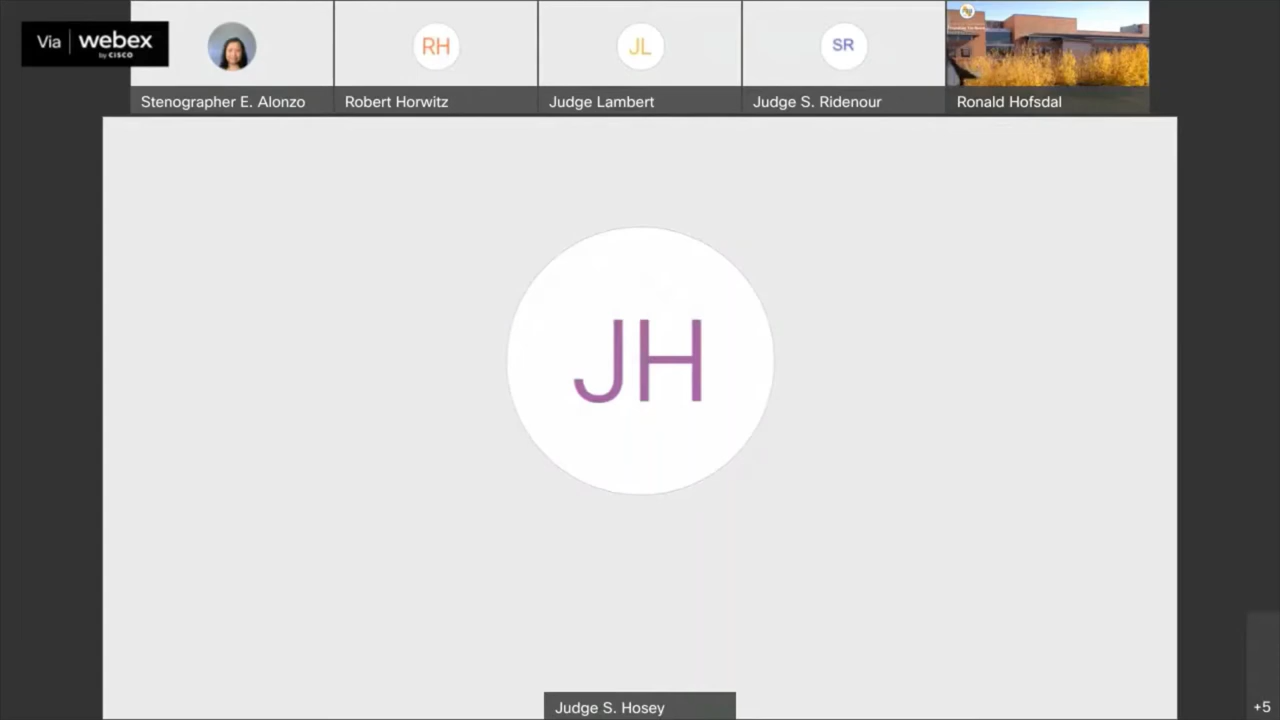 Via webex
by CISCO
RH
JL
SR
Stenographer E. Alonzo
Robert Horwitz
Judge Lambert
Judge S. Ridenour
Ronald Hofsdal
JH
Judge S. Hosey
+5